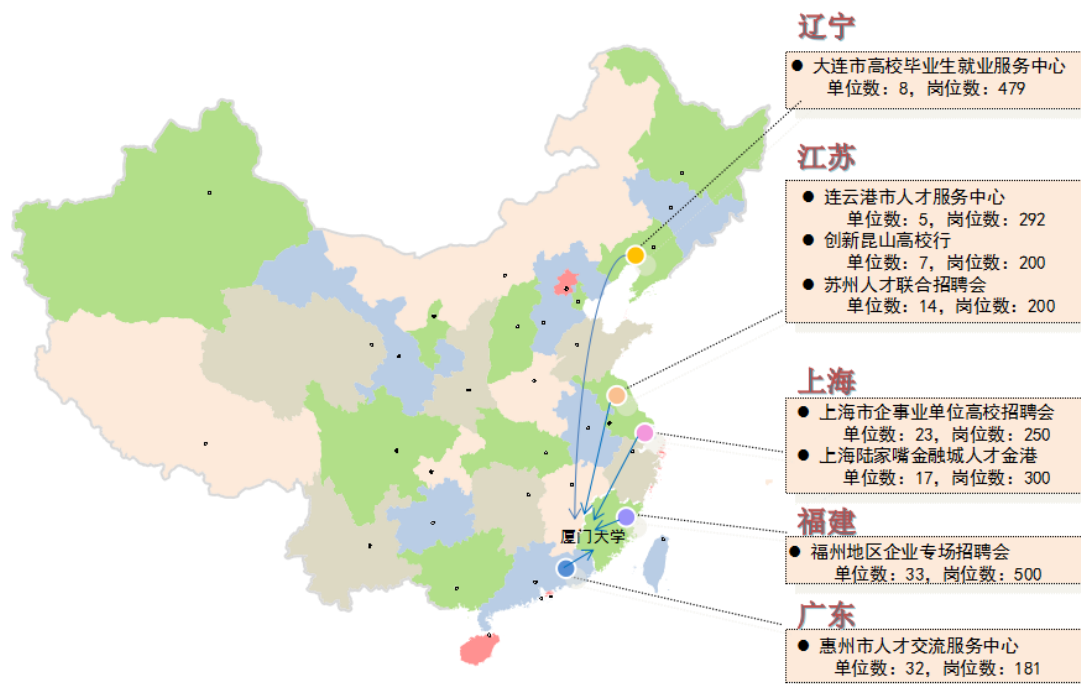 辽宁
● 大连市高校毕业生就业服务中心
单位数：8，岗位数：479
江苏
● 连云港市人才服务中心
单位数：5，岗位数：292
● 创新昆山高校行
单位数：7，岗位数：200
● 苏州人才联合招聘会
单位数：14，岗位数：200
上海
● 上海市企事业单位高校招聘会
单位数：23，岗位数：250
● 上海陆家嘴金融城人才金港
单位数：17，岗位数：300
福建
● 福州地区企业专场招聘会
单位数：33，岗位数：500
广东
● 惠州市人才交流服务中心
单位数：32，岗位数：181
厦门大学